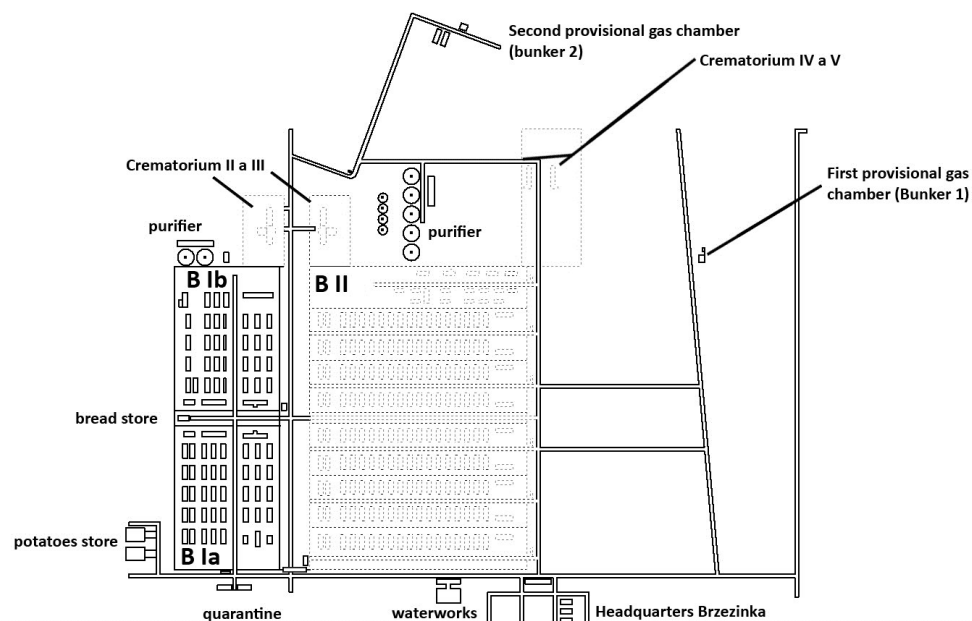 Second provisional gas chamber
(bunker 2)
Crematorium IV a V
Crematorium II a III
First provisional gas
chamber (Bunker 1)
purifier
purifier
B Ib
B II
bread store
potatoes store
B Ia
quarantine
waterworks
Headquarters Brzezinka